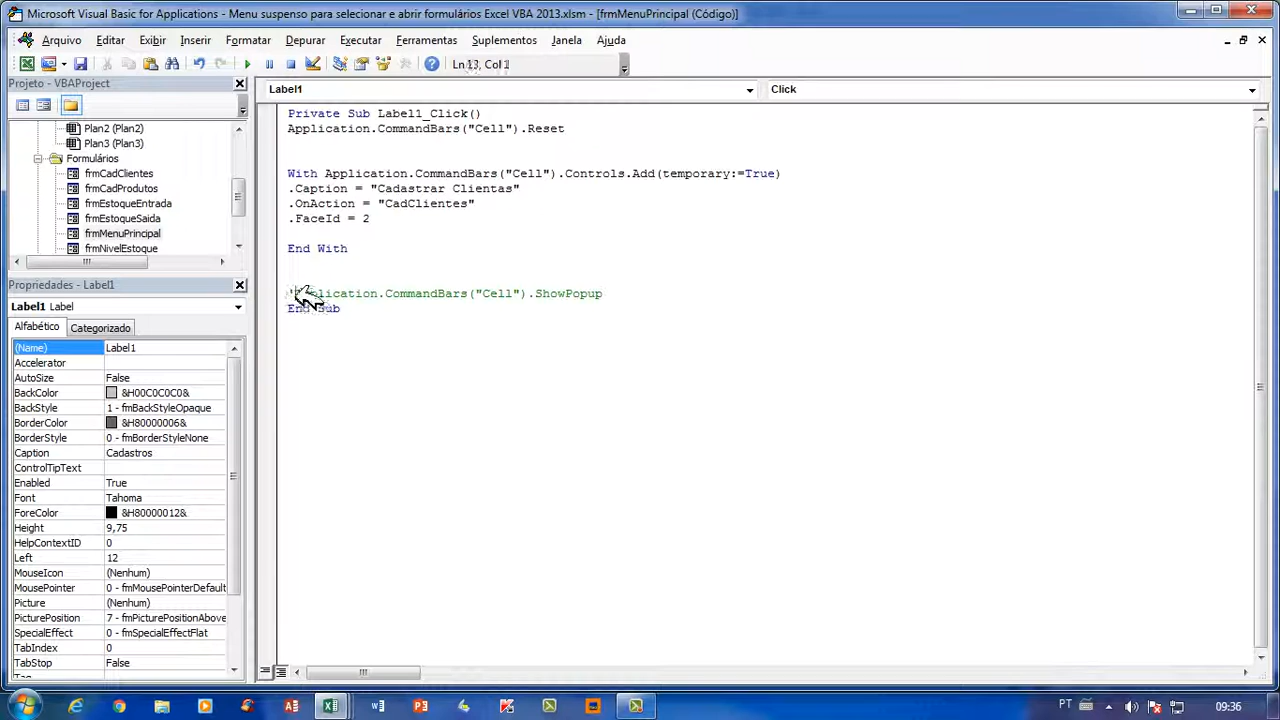 Microsoft Visual Basic for Applications - Menu suspenso para selecionar e abrir formulários Excel VBA 2013.xlsm - [frmMenuPrincipal (Código)]
Arquivo Editar Exibir Inserir Formatar Depurar Executar Ferramentas Suplementos Janela Ajuda
Ln 13, Col 1
Projeto - VBAProject
Plan2 (Plan2)
Plan3 (Plan3)
Formulários
frmCadClientes
frmCadProdutos
frmEstoqueEntrada
frmEstoqueSaida
frmMenuPrincipal
frmNivelEstoque
Propriedades - Label1
Label1 Label
Alfabético Categorizado
(Name) Label1
Accelerator
AutoSize False
BackColor &H00C0C0C0&
BackStyle 1 - fmBackStyleOpaque
BorderColor &H80000006&
BorderStyle 0 - fmBorderStyleNone
Caption Cadastros
ControlTipText
Enabled True
Font Tahoma
ForeColor &H80000012&
Height 9,75
HelpContextID 0
Left 12
MouseIcon (Nenhum)
MousePointer 0 - fmMousePointerDefault
Picture (Nenhum)
PicturePosition 7 - fmPicturePositionAbove
SpecialEffect 0 - fmSpecialEffectFlat
TabIndex 0
TabStop False
Label1 Click
Private Sub Label1_Click()
Application.CommandBars("Cell").Reset
With Application.CommandBars("Cell").Controls.Add(temporary:=True)
.Caption = "Cadastrar Clientas"
.OnAction = "CadClientes"
.FaceId = 2
End With
'Application.CommandBars("Cell").ShowPopup
End Sub
PT 09:36